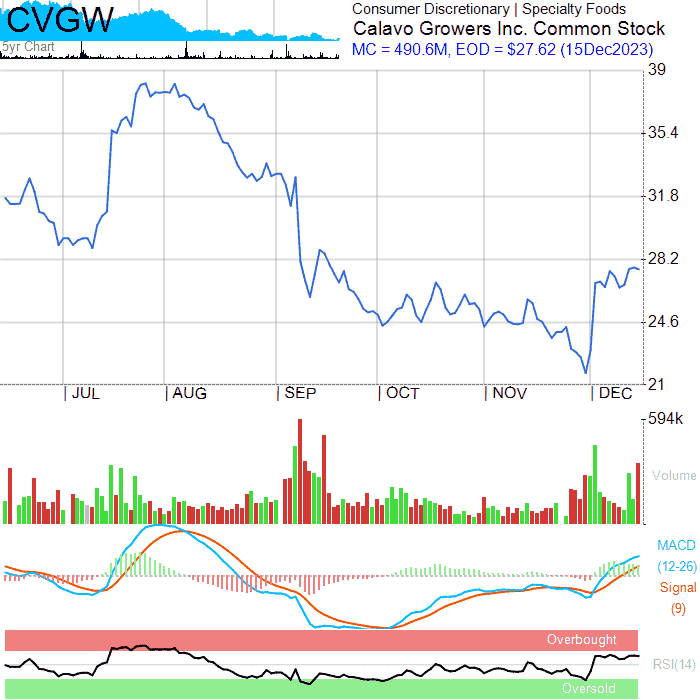 CVGW
5yr Chart
Consumer Discretionary | Specialty Foods
Calavo Growers Inc. Common Stock
MC = 490.6M, EOD = $27.62 (15Dec2023)
39
35.4
31.8
28.2
24.6
21
JUL
AUG
SEP
OCT
NOV
DEC
594k
Volume
MACD
(12-26)
Signal
(9)
Overbought
RSI(14)
Oversold